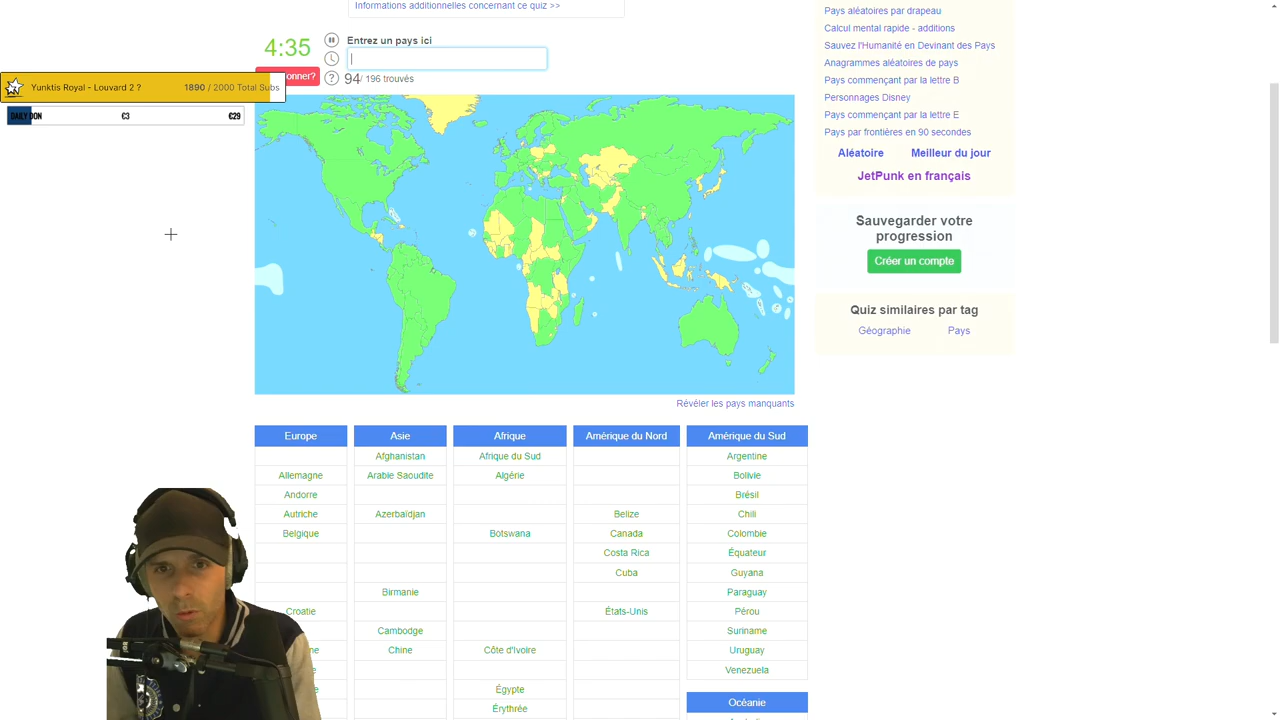 Informations additionnelles concernant ce quiz >>
4:35
Entrez un pays ici
onner?
94 / 196 trouvés
Yunktis Royal - Louvard 2 ?
1890 / 2000 Total Subs
DAILY DON
€3
€29
Révéler les pays manquants
Pays aléatoires par drapeau
Calcul mental rapide - additions
Sauvez l'Humanité en Devinant des Pays
Anagrammes aléatoires de pays
Pays commençant par la lettre B
Personnages Disney
Pays commençant par la lettre E
Pays par frontières en 90 secondes
Aléatoire
Meilleur du jour
JetPunk en français
Sauvegarder votre
progression
Créer un compte
Quiz similaires par tag
Géographie
Pays
Europe
Allemagne
Andorre
Autriche
Belgique
Croatie
ne
e
e
Asie
Afghanistan
Arabie Saoudite
Azerbaïdjan
Birmanie
Cambodge
Chine
Afrique
Afrique du Sud
Algérie
Botswana
Côte d'Ivoire
Égypte
Érythrée
Amérique du Nord
Belize
Canada
Costa Rica
Cuba
États-Unis
Amérique du Sud
Argentine
Bolivie
Brésil
Chili
Colombie
Équateur
Guyana
Paraguay
Pérou
Suriname
Uruguay
Venezuela
Océanie